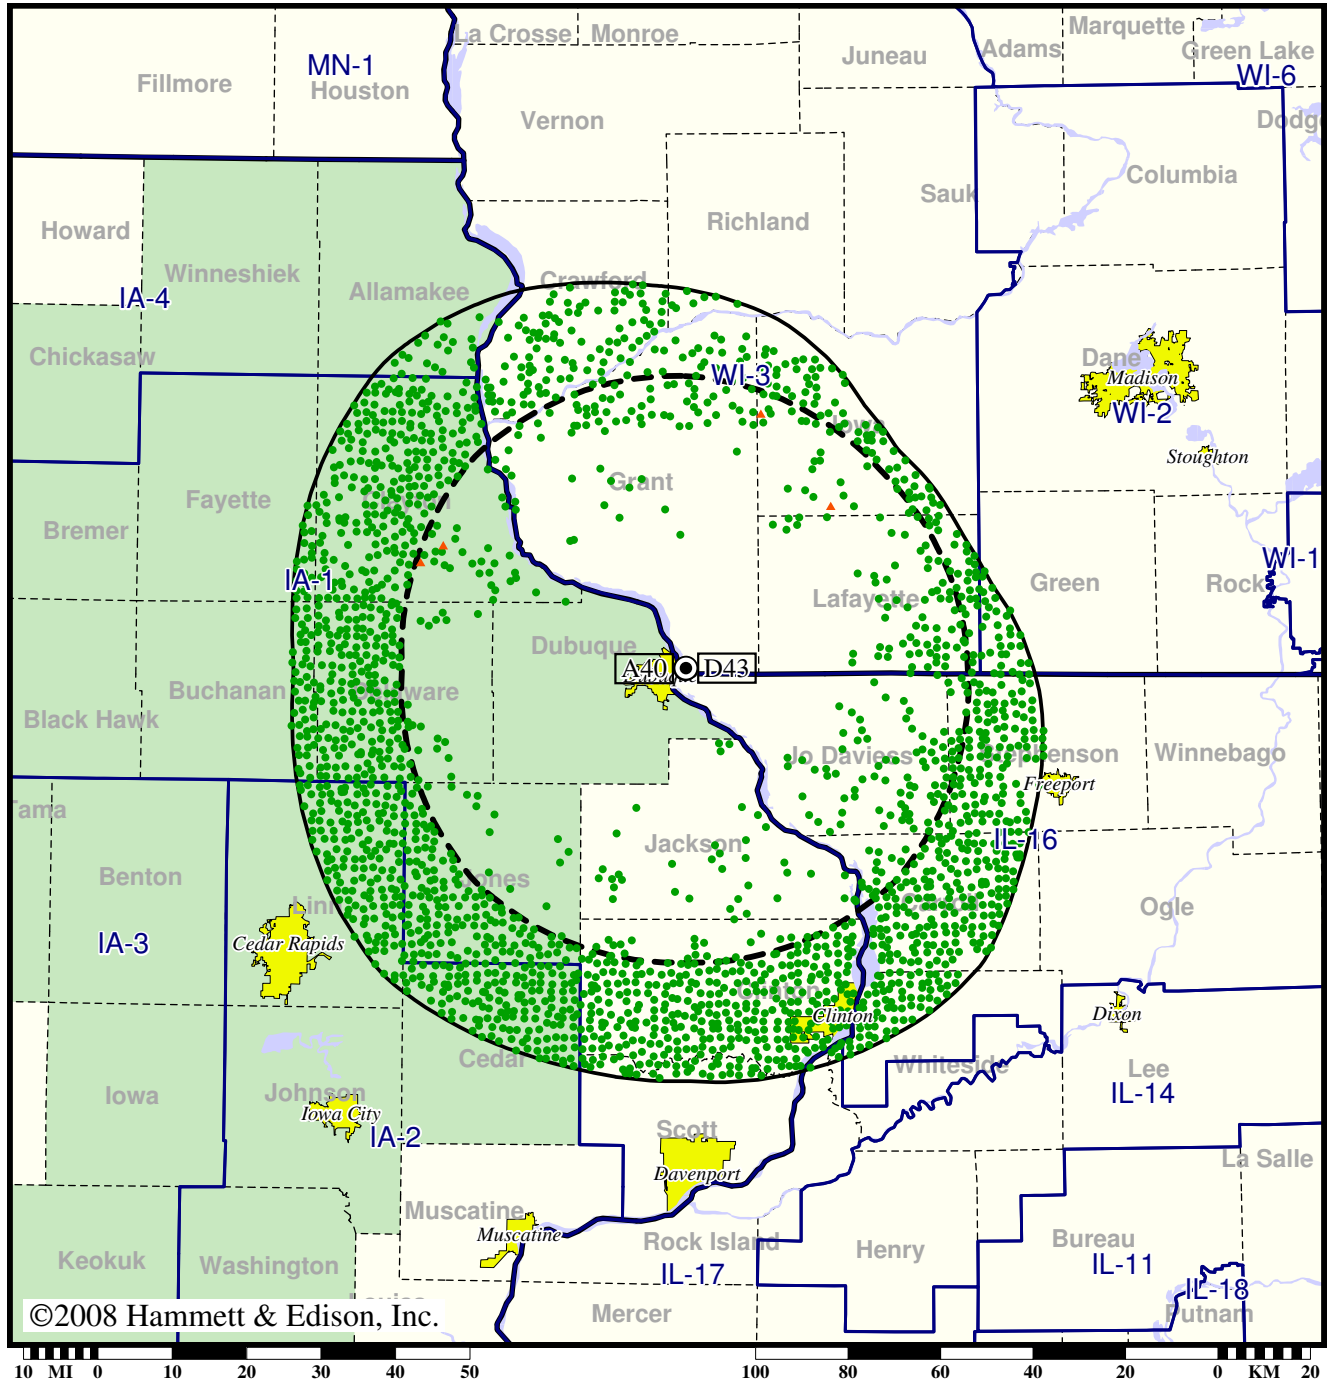 La Crosse
Monroe
Marquette
Juneau
Adams
Green Lake
MN-1
WI-6
Fillmore
Houston
Vernon
Dodg
Columbia
Sauk
Richland
Howard
Winneshiek
Crawford
Allamakee
IA-4
Chickasaw
Dane
Madison
WI-3
WI-2
Iowa
Stoughton
Grant
Fayette
Bremer
WI-1
IA-1
Green
Rock
Lafayette
Dubuque
A40
D43
Buchanan
Black Hawk
Jo Daviess
Stephenson
Winnebago
Freeport
Tama
Jackson
IL-16
Benton
Jones
Linn
Carroll
Ogle
IA-3
Cedar Rapids
Clinton
Clinton
Dixon
Cedar
Whiteside
Lee
IL-14
Iowa
Johnson
Iowa City
IA-2
Scott
La Salle
Davenport
Muscatine
Muscatine
Rock Island
Henry
Bureau
Keokuk
Washington
IL-17
IL-11
IL-18
Putnam
Mercer
©2008 Hammett & Edison, Inc.
10 MI 0 10 20 30 40 50
100 80 60 40 20 0 KM 20